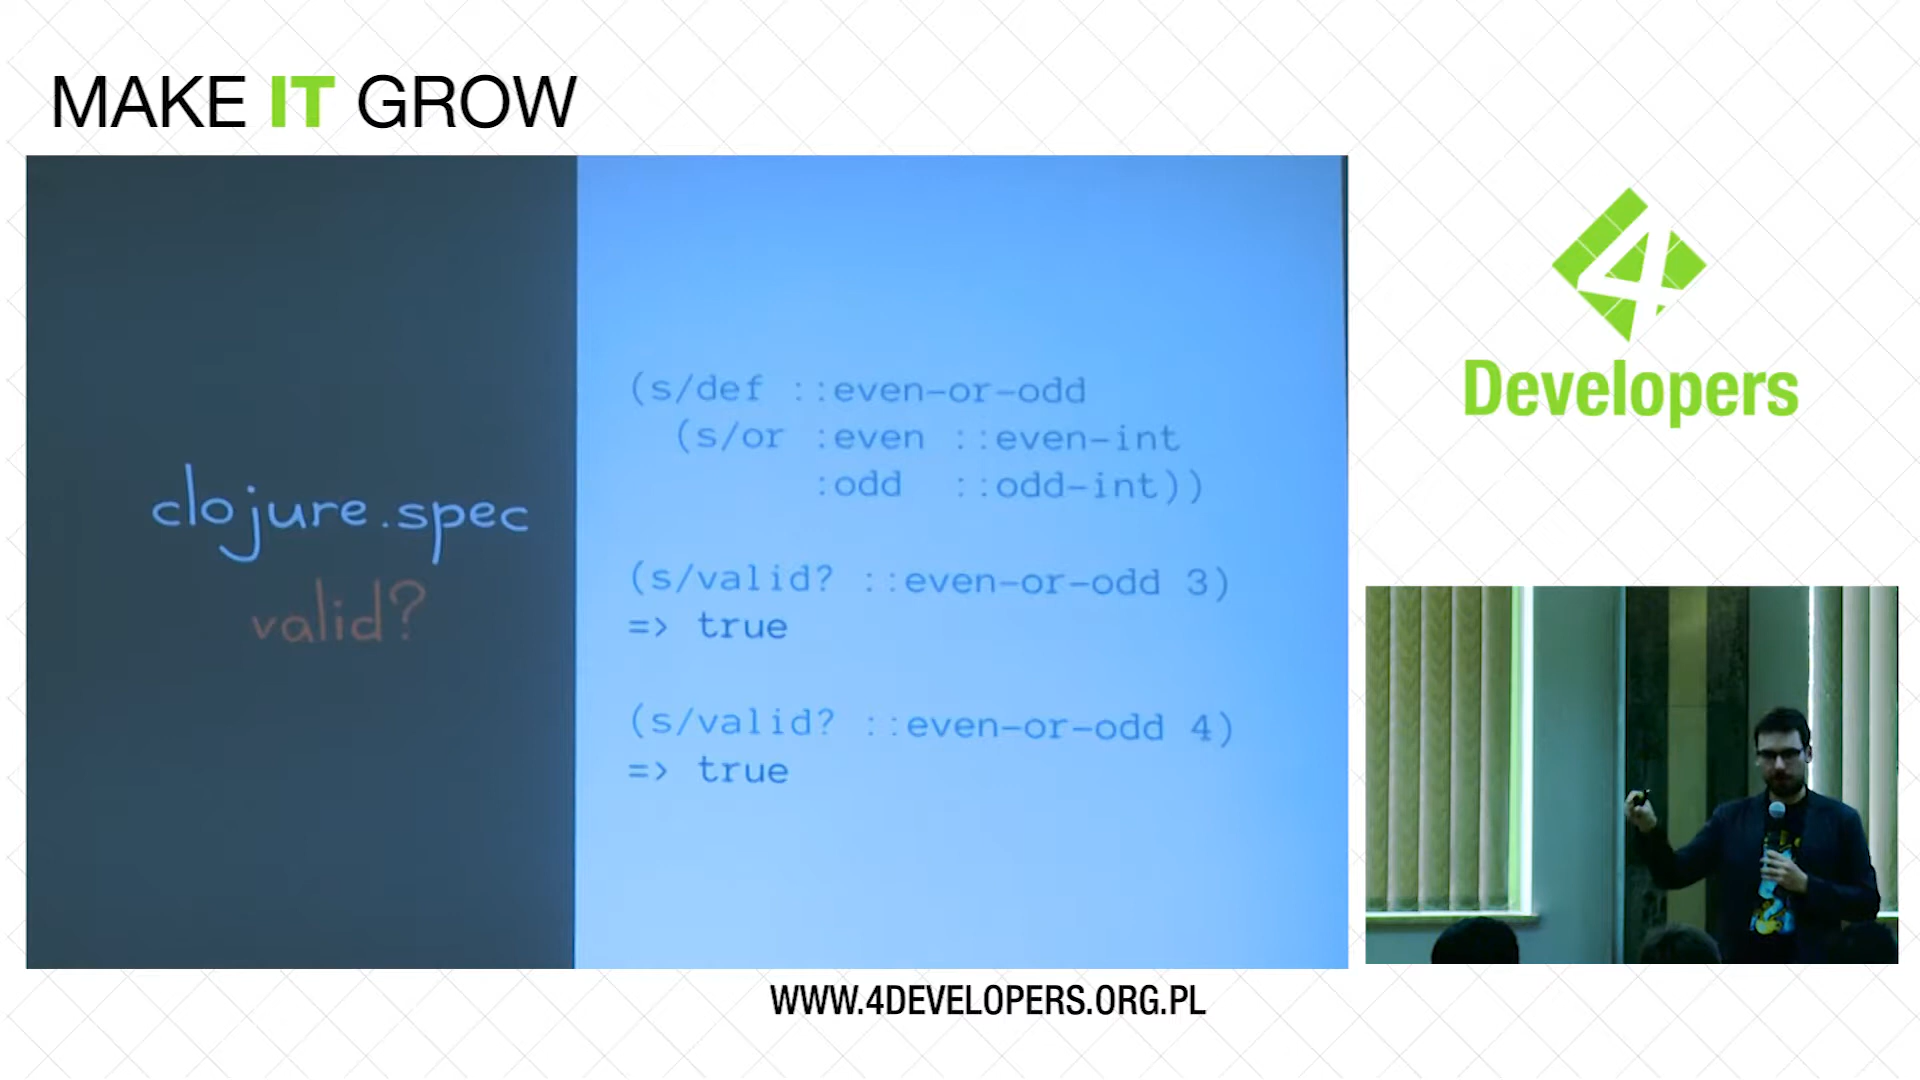 MAKE IT GROW
clojure.spec
valid?
(s/def ::even-or-odd
(s/or :even ::even-int
:odd ::odd-int))
(s/valid? ::even-or-odd 3)
=> true
(s/valid? ::even-or-odd 4)
=> true
4
Developers
WWW.4DEVELOPERS.ORG.PL